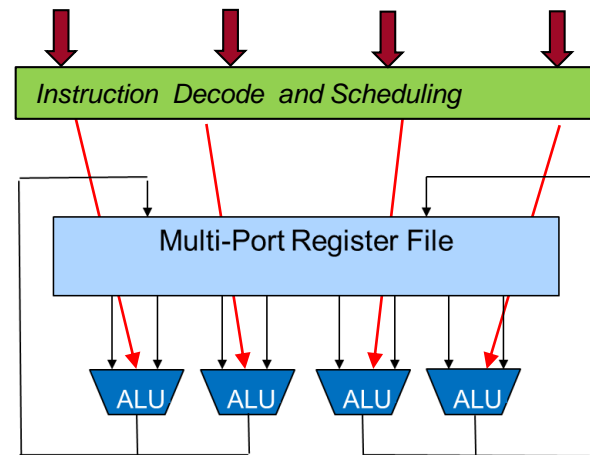 Instruction Decode and Scheduling
Multi-Port Register File
ALU ALU ALU ALU